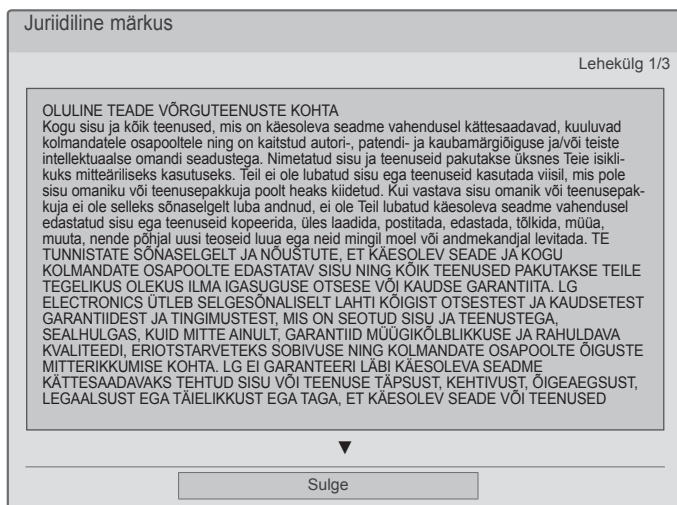 Juriidiline märkus
Lehekülg 1/3
OLULINE TEADE VÕRGUTEENUSTE KOHTA
Kogu sisu ja kõik teenused, mis on käesoleva seadme vahendusel kättesaadavad, kuuluvad
kolmandatele osapooltele ning on kaitstud autori-, patendi- ja kaubamärgiõiguse ja/või teiste
intellektuaalse omandi seadustega. Nimetatud sisu ja teenuseid pakutakse üksnes Teie isikli-
kuks mitteäriliseks kasutuseks. Teil ei ole lubatud sisu ega teenuseid kasutada viisil, mis pole
sisu omaniku või teenusepakkuja poolt heaks kiidetud. Kui vastava sisu omanik või teenusepak-
kuja ei ole selleks sõnaselgelt luba andnud, ei ole Teil lubatud käesoleva seadme vahendusel
edastatud sisu ega teenuseid kopeerida, üles laadida, postitada, edastada, tõlkida, müüa,
muuta, nende põhjal uusi teoseid luua ega neid mingil moel või andmekandjal levitada. TE
TUNNISTATE SÕNASELGELT JA NÕUSTUTE, ET KÄESOLEV SEADE JA KOGU
KOLMANDATE OSAPOOLTE EDASTATAV SISU NING KÕIK TEENUSED PAKUTAKSE TEILE
TEGELIKUS OLEKUS ILMA IGASUGUSE OTSESE VÕI KAUDSE GARANTIITA. LG
ELECTRONICS ÜTLEB SELGESÕNALISELT LAHTI KÕIGIST OTSESTEST JA KAUDSETEST
GARANTIIDEST JA TINGIMUSTEST, MIS ON SEOTUD SISU JA TEENUSTEGA,
SEALHULGAS, KUID MITTE AINULT, GARANTIID MÜÜGIKÕLBLIKKUSE JA RAHULDAVA
KVALITEEDI, ERIOTSTARVETEKS SOBIVUSE NING KOLMANDATE OSAPOOLTE ÕIGUSTE
MITTERIKKUMISE KOHTA. LG EI GARANTEERI LÄBI KÄESOLEVA SEADME
KÄTTESAADAVAKS TEHTUD SISU VÕI TEENUSE TÄPSUST, KEHTIVUST, ÕIGEAEGSUST,
LEGAALSUST EGA TÄIELIKKUST EGA TAGA, ET KÄESOLEV SEADE VÕI TEENUSED
Sulge